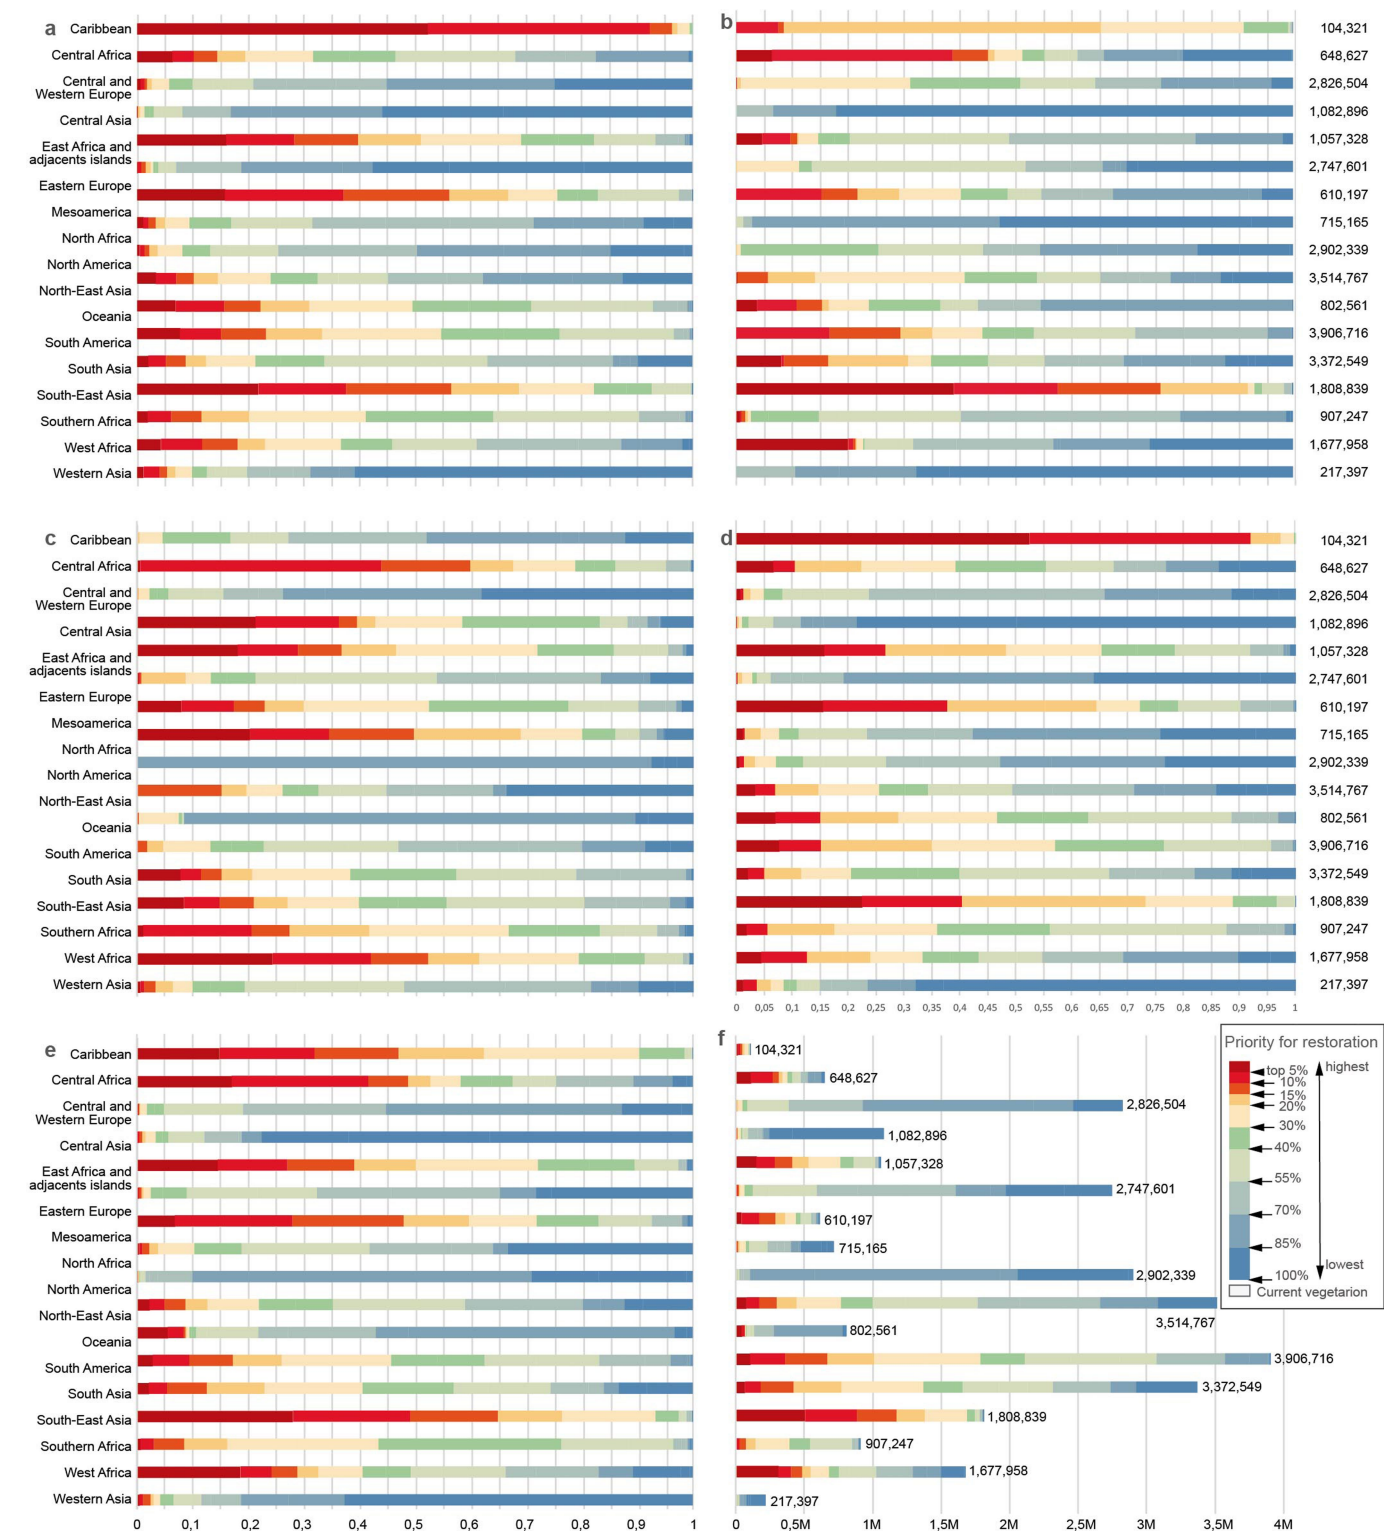 a
Caribbean
Central Africa
Central and
Western Europe
Central Asia
East Africa and
adjacents islands
Eastern Europe
Mesoamerica
North Africa
North America
North-East Asia
Oceania
South America
South Asia
South-East Asia
Southern Africa
West Africa
Western Asia
b
104,321
648,627
2,826,504
1,082,896
1,057,328
2,747,601
610,197
715,165
2,902,339
3,514,767
802,561
3,906,716
3,372,549
1,808,839
907,247
1,677,958
217,397
c
Caribbean
Central Africa
Central and
Western Europe
Central Asia
East Africa and
adjacents islands
Eastern Europe
Mesoamerica
North Africa
North America
North-East Asia
Oceania
South America
South Asia
South-East Asia
Southern Africa
West Africa
Western Asia
d
104,321
648,627
2,826,504
1,082,896
1,057,328
2,747,601
610,197
715,165
2,902,339
3,514,767
802,561
3,906,716
3,372,549
1,808,839
907,247
1,677,958
217,397
0 0,05 0,1 0,15 0,2 0,25 0,3 0,35 0,4 0,45 0,5 0,55 0,6 0,65 0,7 0,75 0,8 0,85 0,9 0,95 1
e
Caribbean
Central Africa
Central and
Western Europe
Central Asia
East Africa and
adjacents islands
Eastern Europe
Mesoamerica
North Africa
North America
North-East Asia
Oceania
South America
South Asia
South-East Asia
Southern Africa
West Africa
Western Asia
0 0,1 0,2 0,3 0,4 0,5 0,6 0,7 0,8 0,9 1
f
104,321
648,627
2,826,504
1,082,896
1,057,328
2,747,601
610,197
715,165
2,902,339
3,514,767
802,561
3,906,716
3,372,549
1,808,839
907,247
1,677,958
217,397
0 0,5M 1M 1,5M 2M 2,5M 3M 3,5M 4M
Priority for restoration
top 5% highest
10%
15%
20%
30%
40%
55%
70%
85%
lowest
100%
Current vegetarion